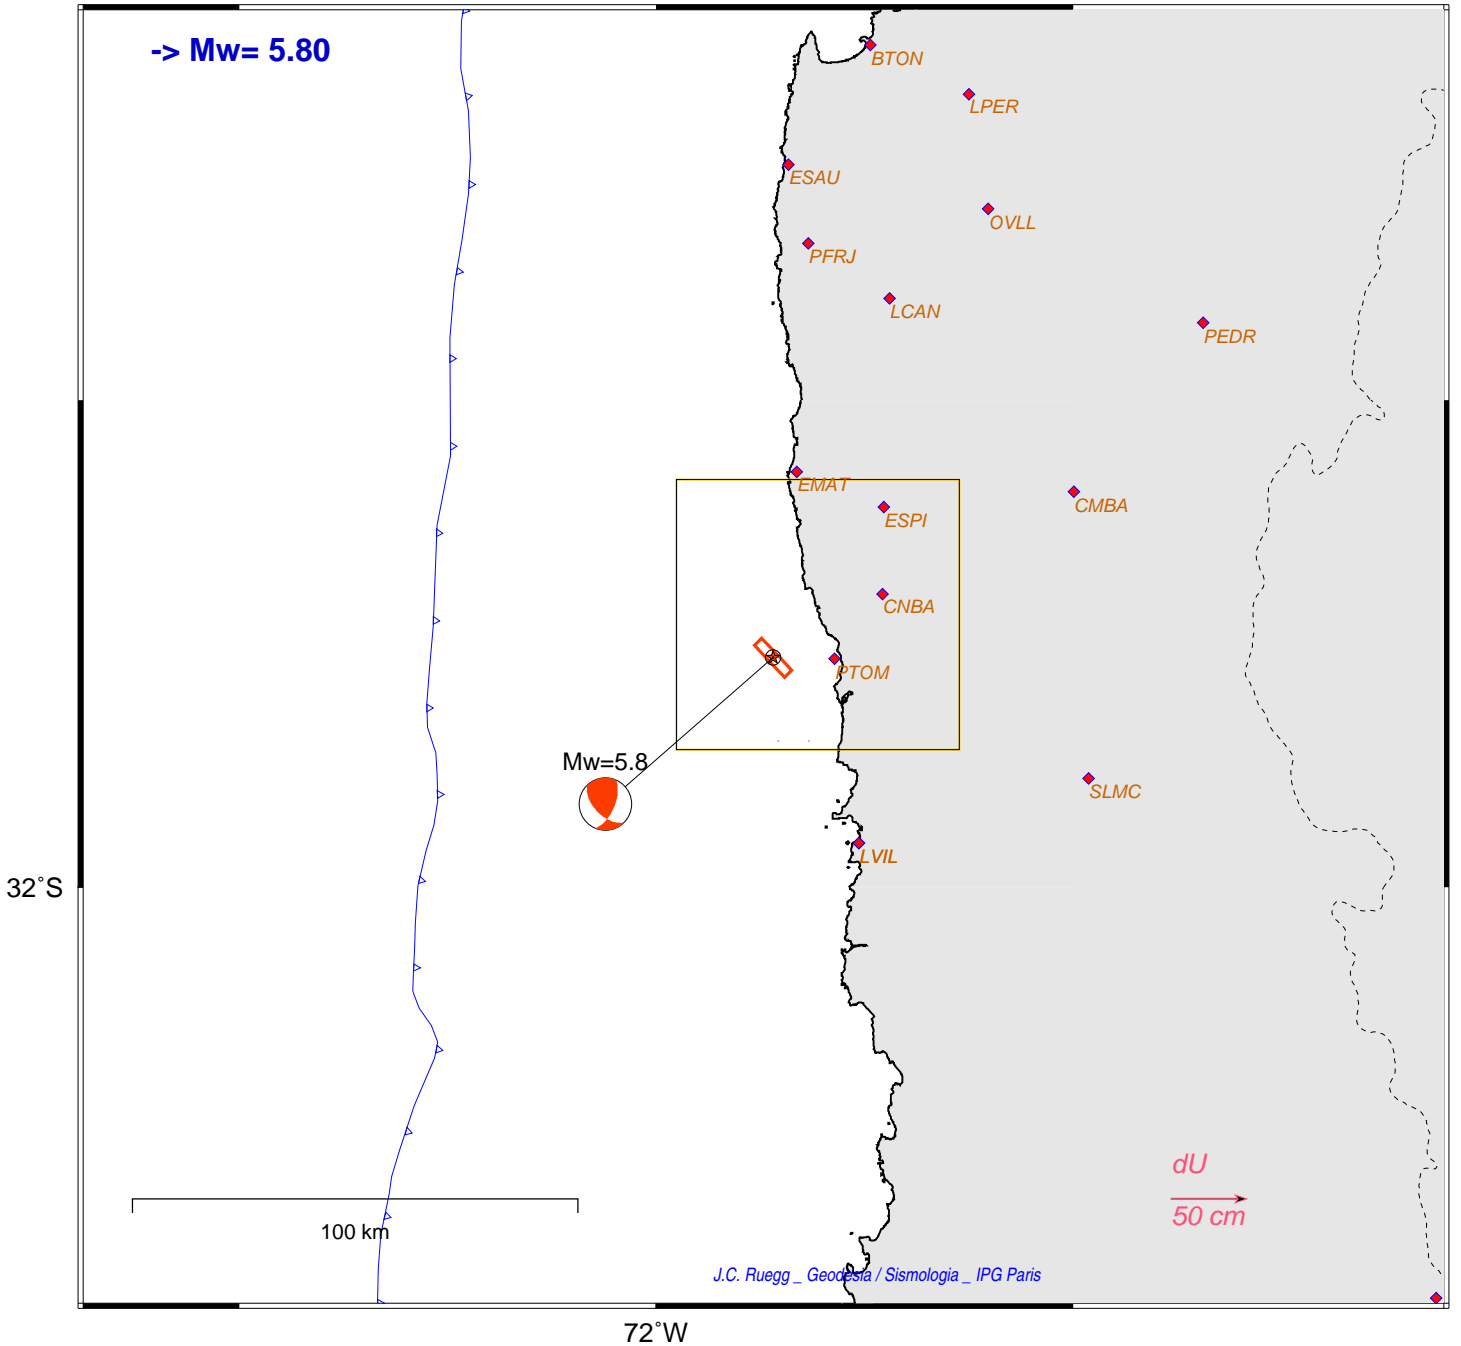 -> Mw= 5.80
BTON
LPER
ESAU
OVLL
PFRJ
LCAN
PEDR
EMAT
CMBA
ESPI
CNBA
PTOM
Mw=5.8
SLMC
LVIL
32°S
dU
50 cm
100 km
J.C. Ruegg _ Geodesia / Sismologia _ IPG Paris
72°W